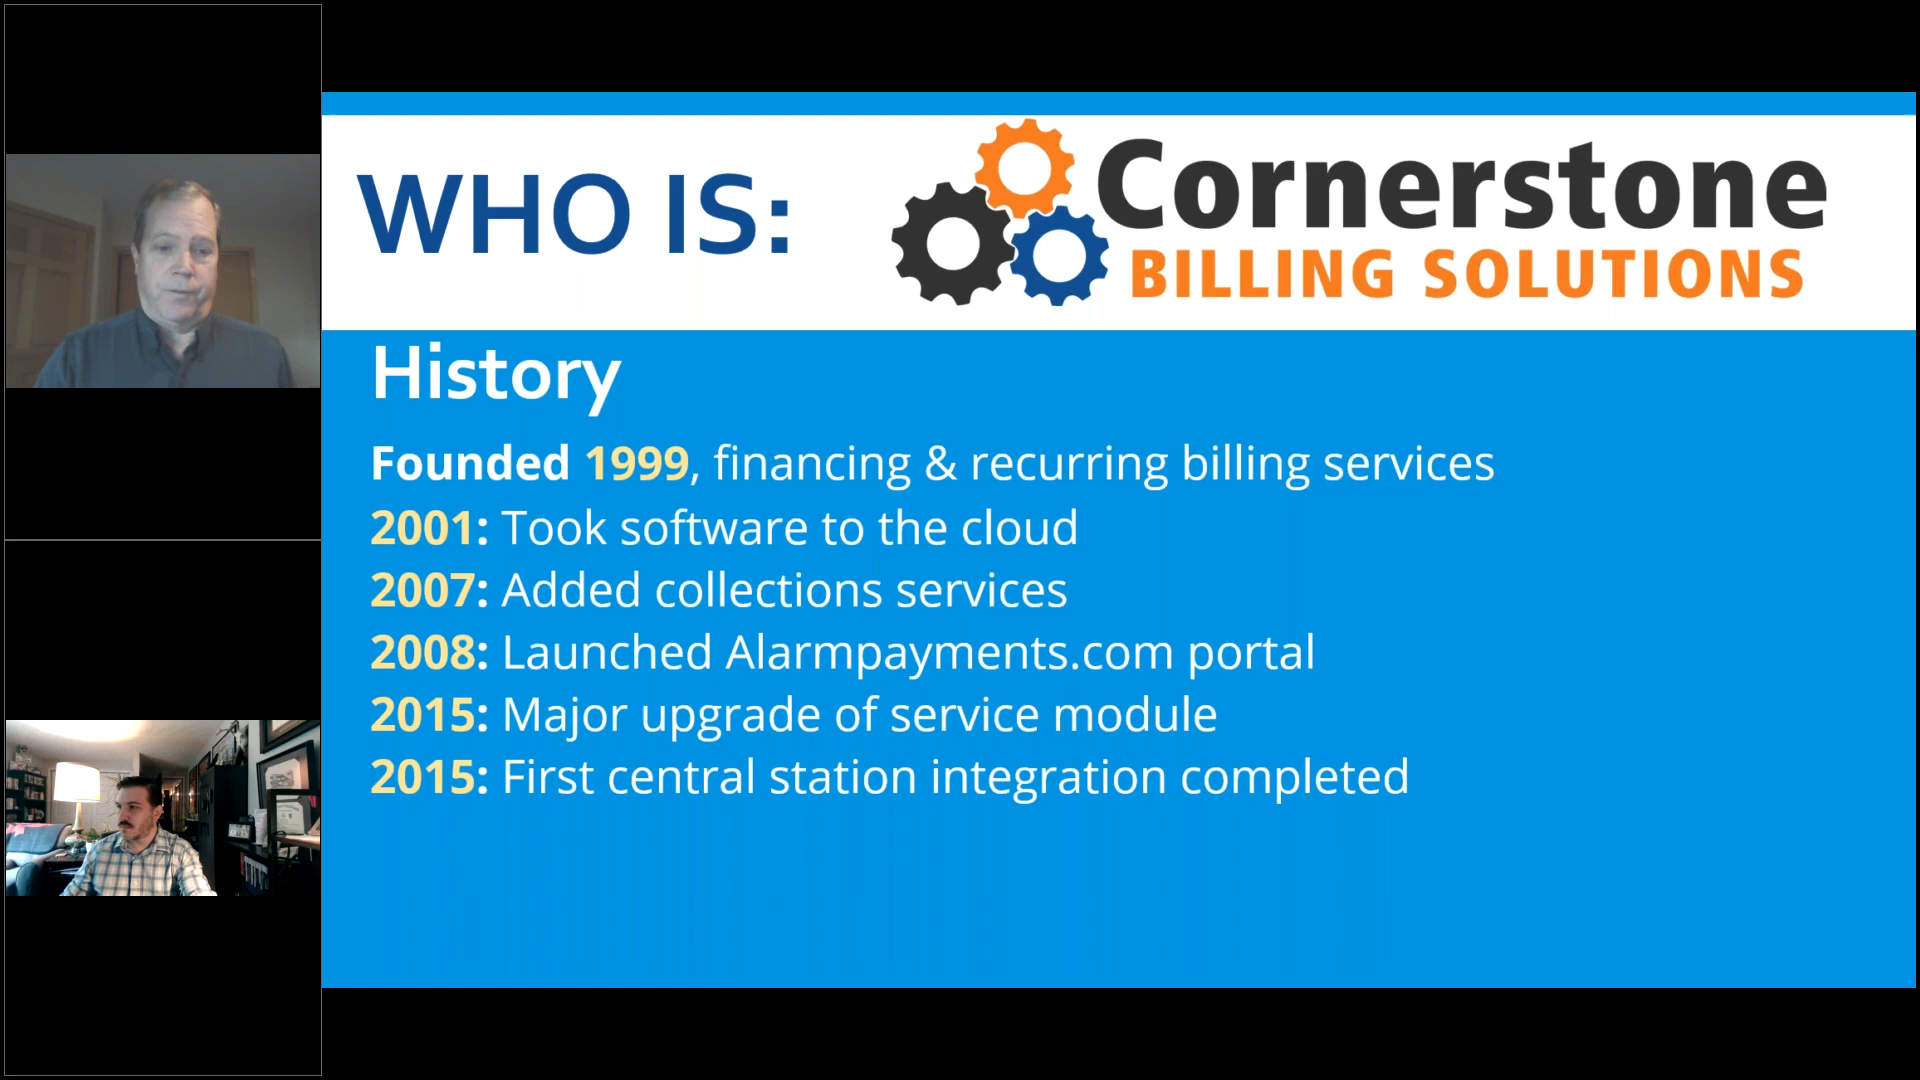 WHO IS:
Cornerstone
BILLING SOLUTIONS
History
Founded 1999, financing & recurring billing services
2001: Took software to the cloud
2007: Added collections services
2008: Launched Alarmpayments.com portal
2015: Major upgrade of service module
2015: First central station integration completed